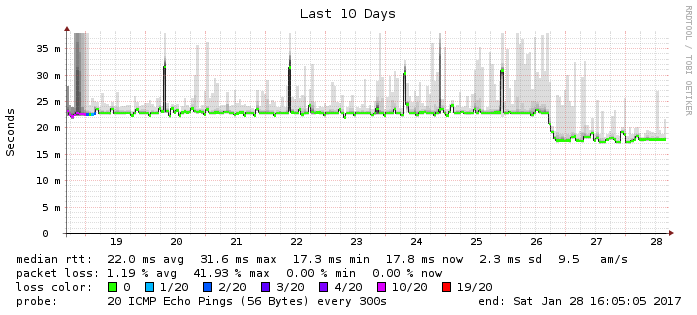 Last 10 Days
RRDTOOL / TOBI OETIKER
Seconds
35 m
30 m
25 m
20 m
15 m
10 m
5 m
0
19 20 21 22 23 24 25 26 27 28
median rtt: 22.0 ms avg 31.6 ms max 17.3 ms min 17.8 ms now 2.3 ms sd 9.5 am/s
packet loss: 1.19 % avg 41.93 % max 0.00 % min 0.00 % now
loss color: 0 1/20 2/20 3/20 4/20 10/20 19/20
probe: 20 ICMP Echo Pings (56 Bytes) every 300s end: Sat Jan 28 16:05:05 2017